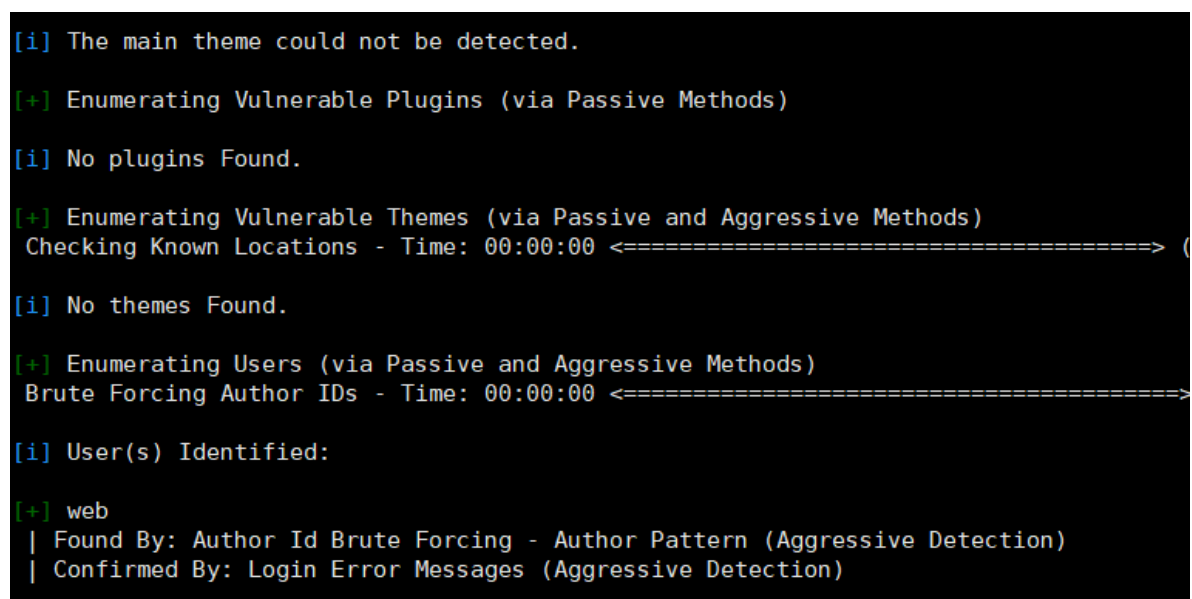 [i] The main theme could not be detected.
[+] Enumerating Vulnerable Plugins (via Passive Methods)
[i] No plugins Found.
[+] Enumerating Vulnerable Themes (via Passive and Aggressive Methods)
Checking Known Locations - Time: 00:00:00 <======================================> (
[i] No themes Found.
[+] Enumerating Users (via Passive and Aggressive Methods)
Brute Forcing Author IDs - Time: 00:00:00 <========================================>
[i] User(s) Identified:
[+] web
| Found By: Author Id Brute Forcing - Author Pattern (Aggressive Detection)
| Confirmed By: Login Error Messages (Aggressive Detection)